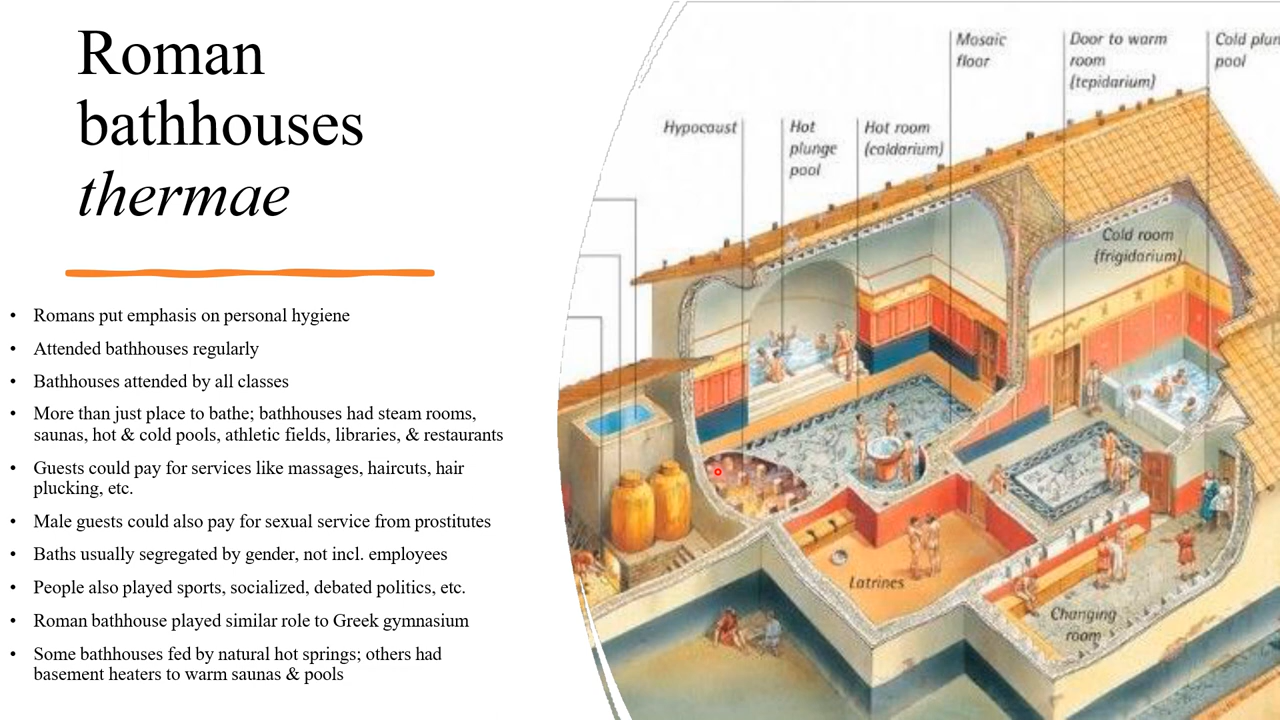 Roman
bathhouses
thermae
• Romans put emphasis on personal hygiene
• Attended bathhouses regularly
• Bathhouses attended by all classes
• More than just place to bathe; bathhouses had steam rooms,
saunas, hot & cold pools, athletic fields, libraries, & restaurants
• Guests could pay for services like massages, haircuts, hair
plucking, etc.
• Male guests could also pay for sexual service from prostitutes
• Baths usually segregated by gender, not incl. employees
• People also played sports, socialized, debated politics, etc.
• Roman bathhouse played similar role to Greek gymnasium
• Some bathhouses fed by natural hot springs; others had
basement heaters to warm saunas & pools
Hypocaust
Hot
plunge
pool
Hot room
(caldarium)
Mosaic
floor
Door to warm
room
(tepidarium)
Cold plun
pool
Cold room
(frigidarium)
Latrines
Changing
room